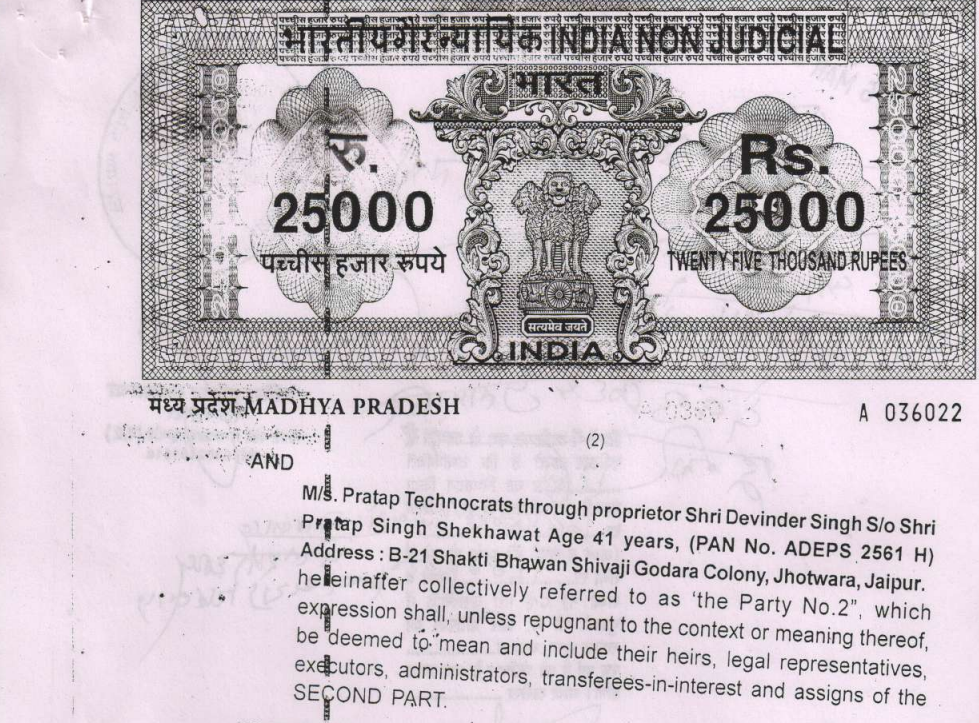 भारतीय गैर न्यायिक INDIA NON JUDICIAL
भारत
रु.
25000
पच्चीस हजार रुपये
Rs.
25000
TWENTY FIVE THOUSAND RUPEES
सत्यमेव जयते
INDIA
मध्य प्रदेश MADHYA PRADESH
A 036022
(2)
AND
M/s. Pratap Technocrats through proprietor Shri Devinder Singh S/o Shri
Pratap Singh Shekhawat Age 41 years, (PAN No. ADEPS 2561 H)
Address : B-21 Shakti Bhawan Shivaji Godara Colony, Jhotwara, Jaipur.
hereinaffer collectively referred to as 'the Party No.2", which
expression shall, unless repugnant to the context or meaning thereof,
be deemed to mean and include their heirs, legal representatives,
executors, administrators, transferees-in-interest and assigns of the
SECOND PART.